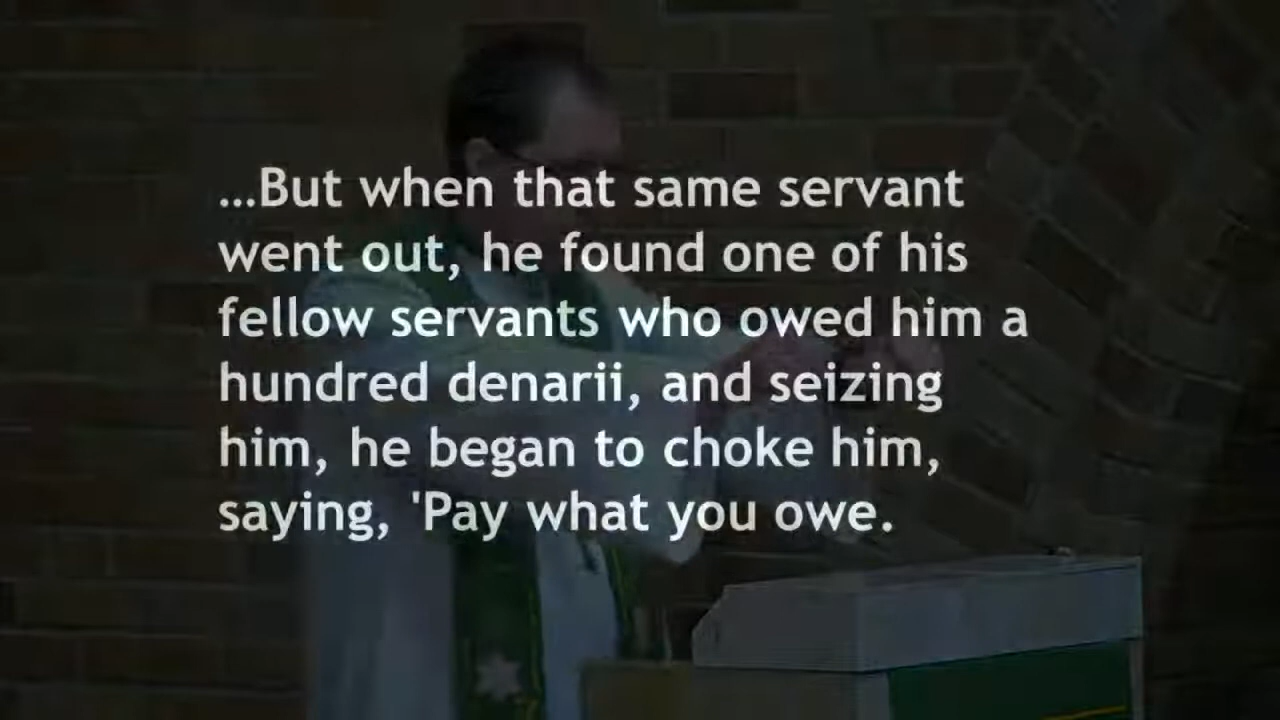 …But when that same servant
went out, he found one of his
fellow servants who owed him a
hundred denarii, and seizing
him, he began to choke him,
saying, 'Pay what you owe.